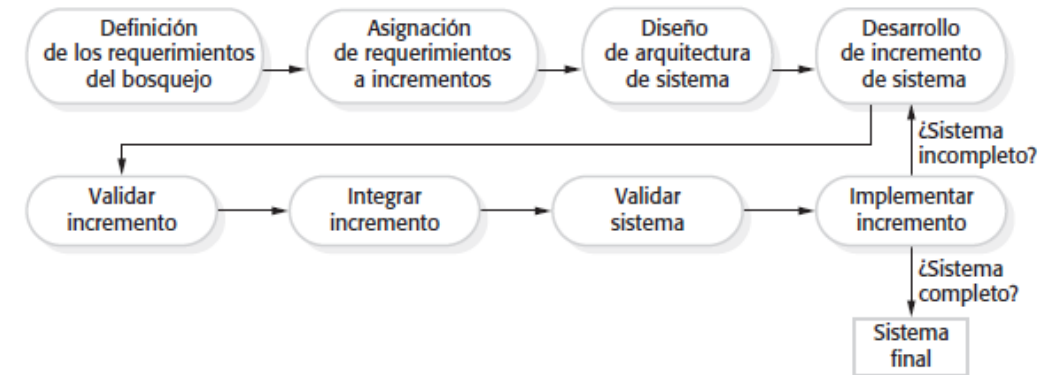 Definición
de los requerimientos
del bosquejo
Asignación
de requerimientos
a incrementos
Diseño
de arquitectura
de sistema
Desarrollo
de incremento
de sistema
¿Sistema
incompleto?
Validar
incremento
Integrar
incremento
Validar
sistema
Implementar
incremento
¿Sistema
completo?
Sistema
final